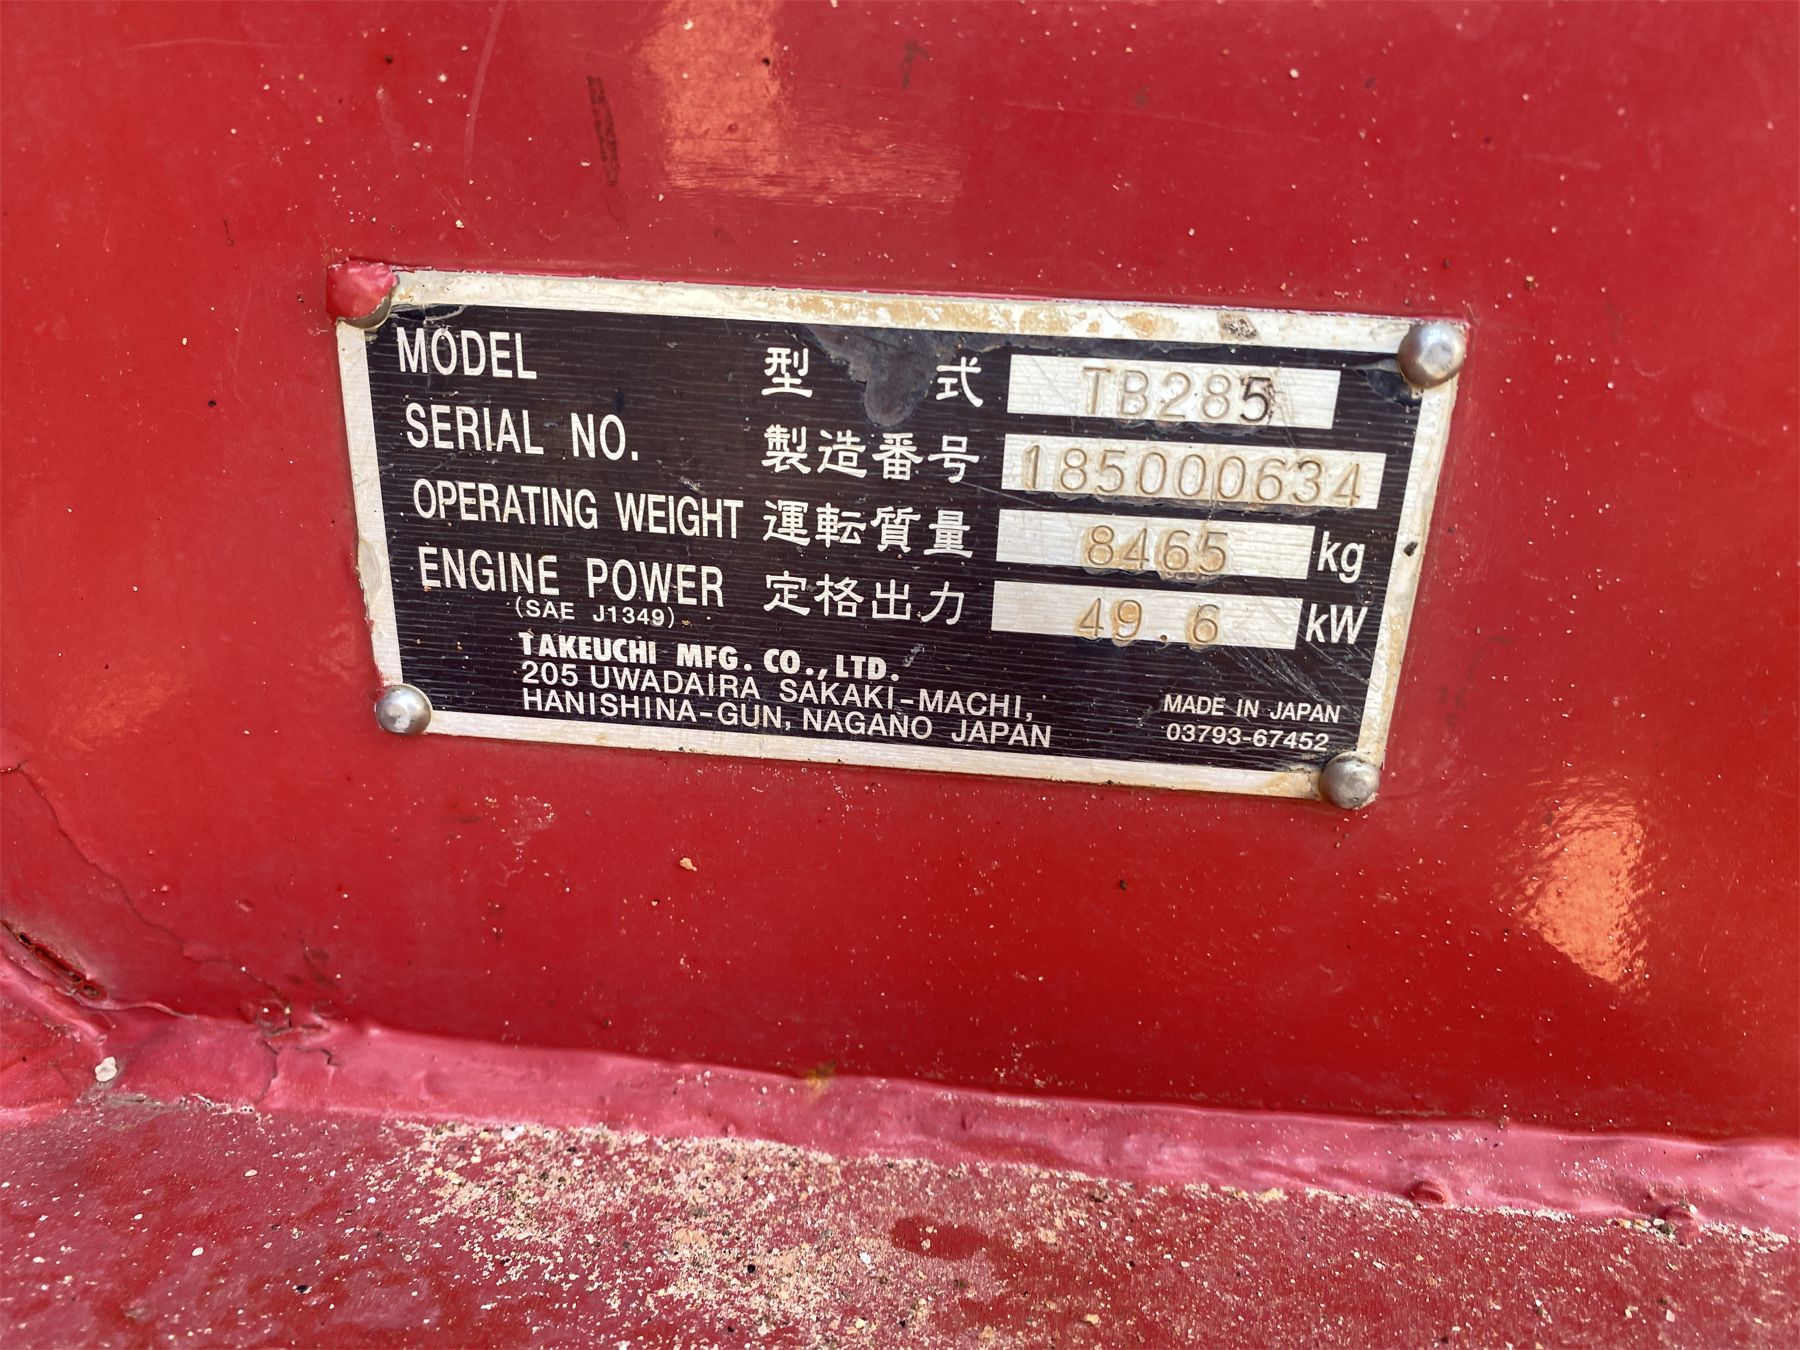 MODEL 型 式 TB285
SERIAL NO. 製造番号 185000634
OPERATING WEIGHT 運転質量 8465 kg
ENGINE POWER 定格出力 49.6 kW
(SAE J1349)
TAKEUCHI MFG. CO., LTD.
205 UWADAIRA SAKAKI-MACHI,
HANISHINA-GUN, NAGANO JAPAN
MADE IN JAPAN
03793-67452